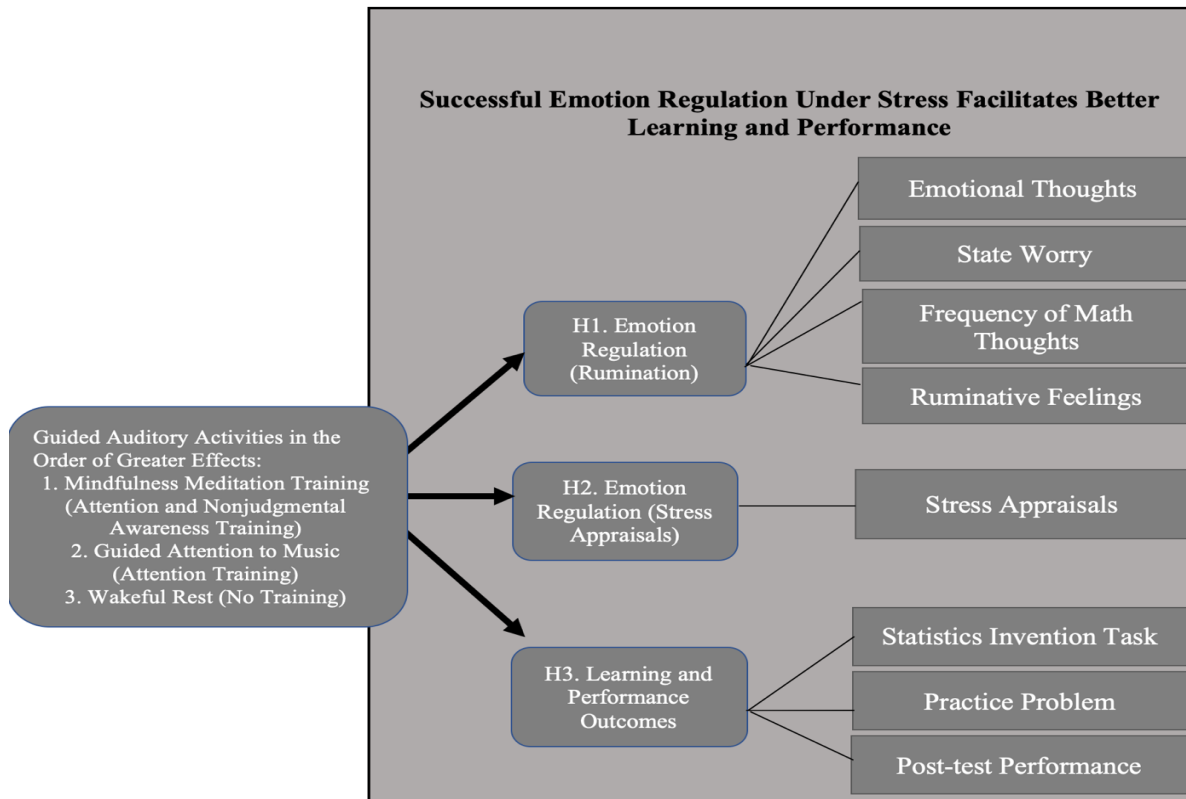 Successful Emotion Regulation Under Stress Facilitates Better
Learning and Performance
Guided Auditory Activities in the
Order of Greater Effects:
1. Mindfulness Meditation Training
(Attention and Nonjudgmental
Awareness Training)
2. Guided Attention to Music
(Attention Training)
3. Wakeful Rest (No Training)
H1. Emotion
Regulation
(Rumination)
Emotional Thoughts
State Worry
Frequency of Math
Thoughts
Ruminative Feelings
H2. Emotion
Regulation (Stress
Appraisals)
Stress Appraisals
H3. Learning and
Performance
Outcomes
Statistics Invention Task
Practice Problem
Post-test Performance